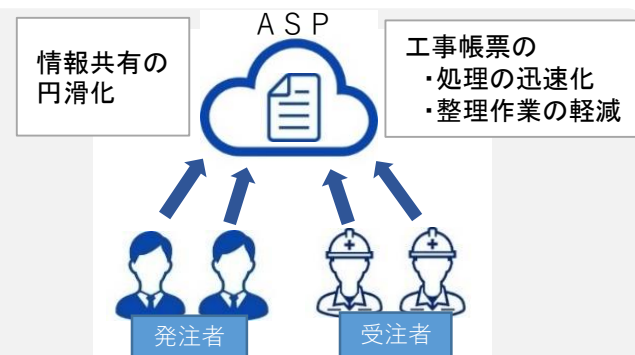 ASP
情報共有の
円滑化
工事帳票の
・処理の迅速化
・整理作業の軽減
発注者
受注者